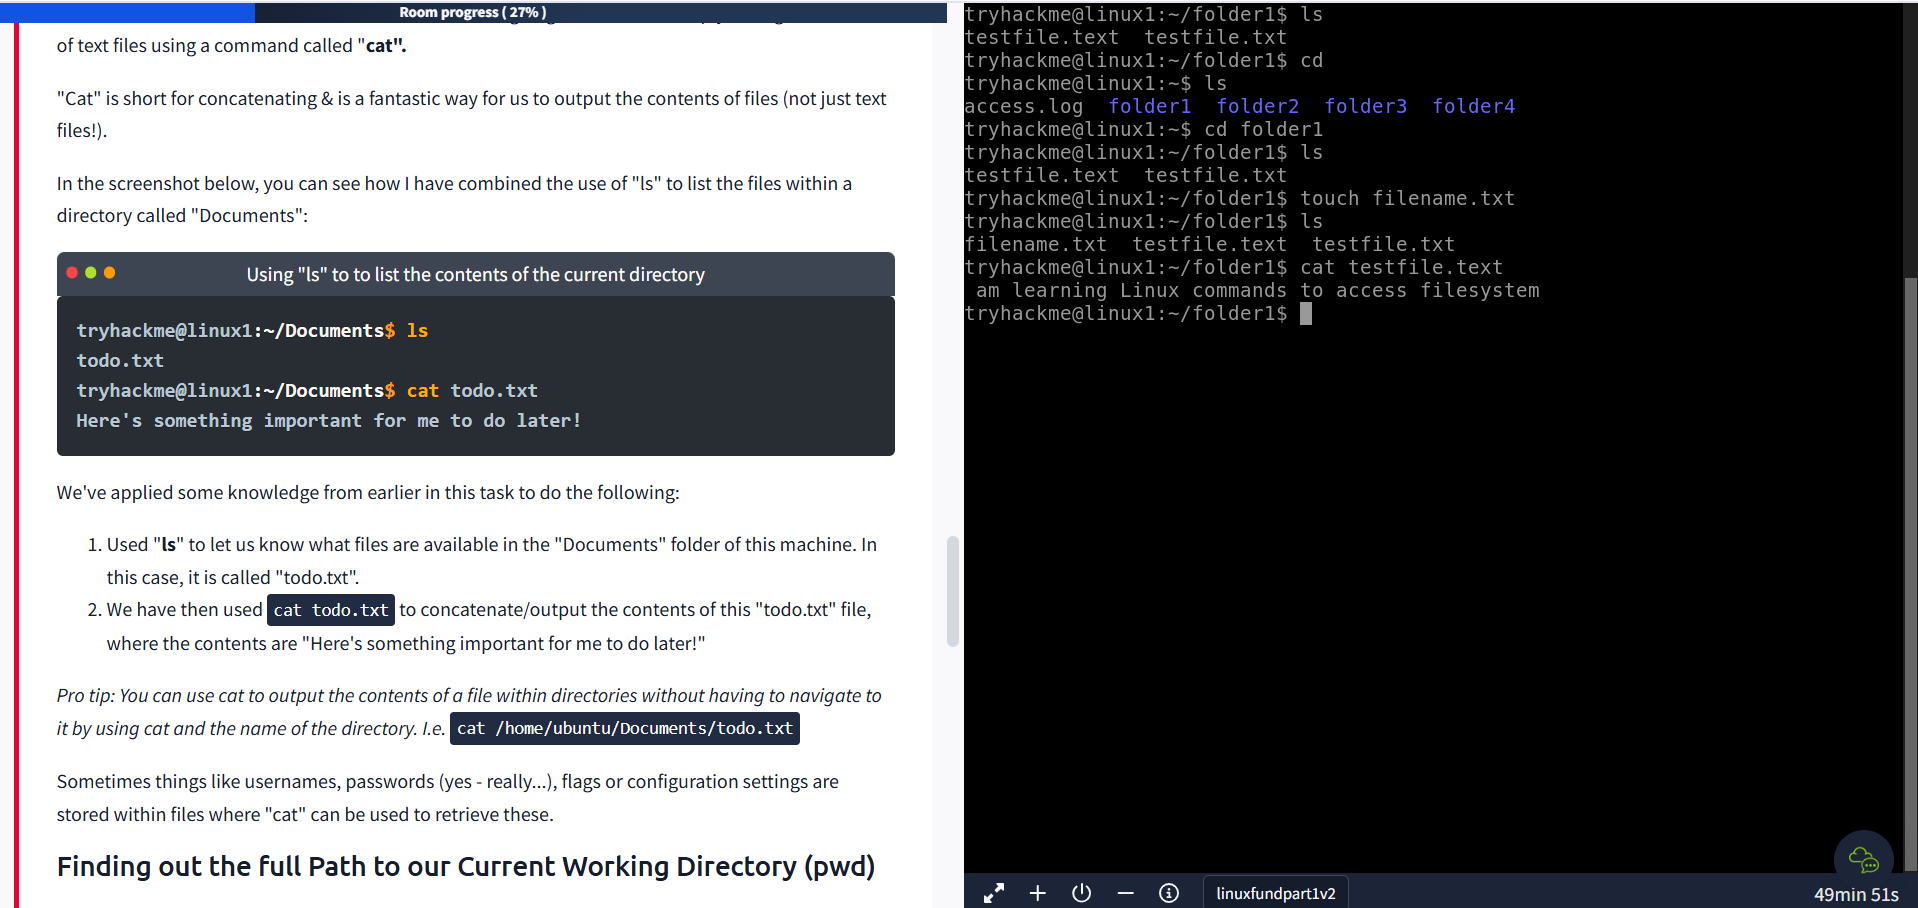 Room progress ( 27% )
of text files using a command called "cat".
"Cat" is short for concatenating & is a fantastic way for us to output the contents of files (not just text
files!).
In the screenshot below, you can see how I have combined the use of "ls" to list the files within a
directory called "Documents":
Using "ls" to to list the contents of the current directory
tryhackme@linux1:~/Documents$ ls
todo.txt
tryhackme@linux1:~/Documents$ cat todo.txt
Here's something important for me to do later!
We've applied some knowledge from earlier in this task to do the following:
1. Used "ls" to let us know what files are available in the "Documents" folder of this machine. In
this case, it is called "todo.txt".
2. We have then used cat todo.txt to concatenate/output the contents of this "todo.txt" file,
where the contents are "Here's something important for me to do later!"
Pro tip: You can use cat to output the contents of a file within directories without having to navigate to
it by using cat and the name of the directory. I.e. cat /home/ubuntu/Documents/todo.txt
Sometimes things like usernames, passwords (yes - really...), flags or configuration settings are
stored within files where "cat" can be used to retrieve these.
Finding out the full Path to our Current Working Directory (pwd)
tryhackme@linux1:~/folder1$ ls
testfile.text  testfile.txt
tryhackme@linux1:~/folder1$ cd
tryhackme@linux1:~$ ls
access.log  folder1  folder2  folder3  folder4
tryhackme@linux1:~$ cd folder1
tryhackme@linux1:~/folder1$ ls
testfile.text  testfile.txt
tryhackme@linux1:~/folder1$ touch filename.txt
tryhackme@linux1:~/folder1$ ls
filename.txt  testfile.text  testfile.txt
tryhackme@linux1:~/folder1$ cat testfile.text
 am learning Linux commands to access filesystem
tryhackme@linux1:~/folder1$
linuxfundpart1v2
49min 51s